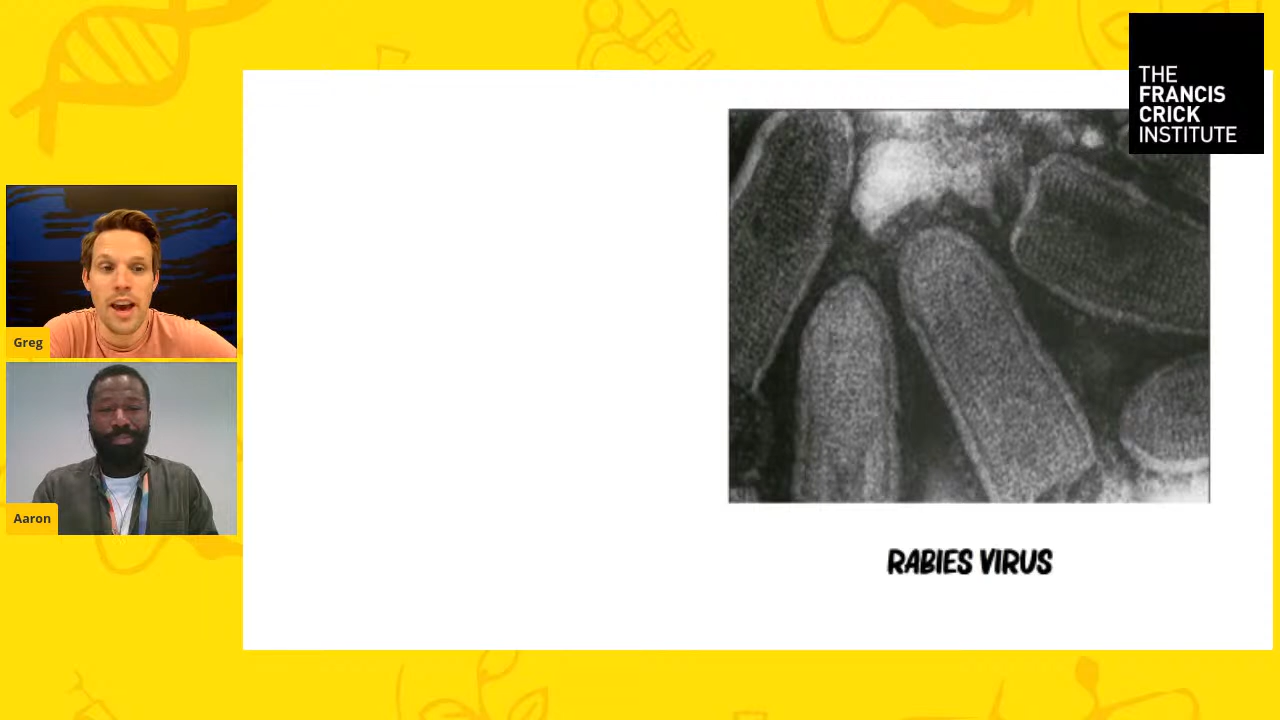 THE
FRANCIS
CRICK
INSTITUTE
Greg
Aaron
RABIES VIRUS